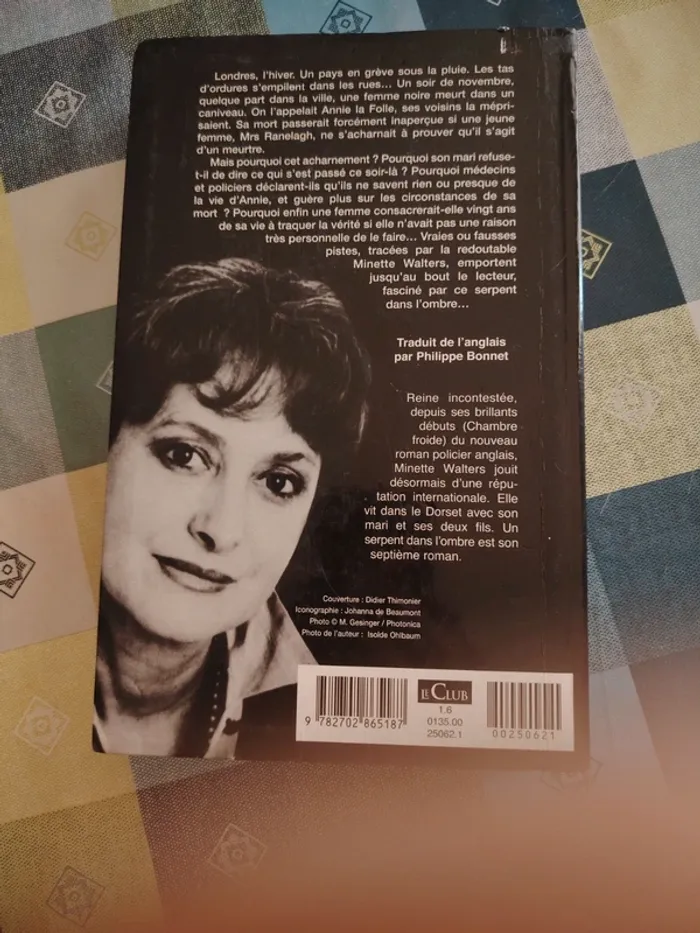 Londres, l'hiver. Un pays en grève sous la pluie. Les tas
d'ordures s'empilent dans les rues... Un soir de novembre,
quelque part dans la ville, une femme noire meurt dans un
caniveau. On l'appelait Annie la Folle, ses voisins la mépri-
saient. Sa mort passerait forcément inaperçue si une jeune
femme, Mrs Ranelagh, ne s'acharnait à prouver qu'il s'agit
d'un meurtre.
Mais pourquoi cet acharnement ? Pourquoi son mari refuse-
t-il de dire ce qui s'est passé ce soir-là ? Pourquoi médecins
et policiers déclarent-ils qu'ils ne savent rien ou presque de
la vie d'Annie, et guère plus sur les circonstances de sa
mort ? Pourquoi enfin une femme consacrerait-elle vingt ans
de sa vie à traquer la vérité si elle n'avait pas une raison
très personnelle de le faire... Vraies ou fausses
pistes, tracées par la redoutable
Minette Walters, emportent
jusqu'au bout le lecteur,
fasciné par ce serpent
dans l'ombre...
Traduit de l'anglais
par Philippe Bonnet
Reine incontestée,
depuis ses brillants
débuts (Chambre
froide) du nouveau
roman policier anglais,
Minette Walters jouit
désormais d'une répu-
tation internationale. Elle
vit dans le Dorset avec son
mari et ses deux fils. Un
serpent dans l'ombre est son
septième roman.
Couverture : Didier Thimonier
Iconographie : Johanna de Beaumont
Photo © M. Gesinger / Photonica
Photo de l'auteur : Isolde Ohlbaum
LE CLUB
1.6
0135.00
25062.1
9 782702 865187
00250621